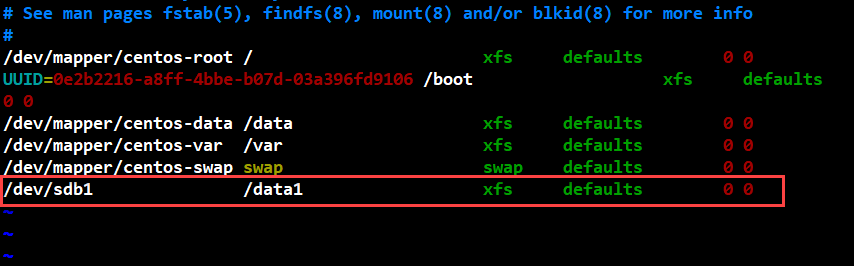 # See man pages fstab(5), findfs(8), mount(8) and/or blkid(8) for more info
#
/dev/mapper/centos-root / xfs defaults 0 0
UUID=0e2b2216-a8ff-4bbe-b07d-03a396fd9106 /boot xfs defaults
0 0
/dev/mapper/centos-data /data xfs defaults 0 0
/dev/mapper/centos-var /var xfs defaults 0 0
/dev/mapper/centos-swap swap swap defaults 0 0
/dev/sdb1 /data1 xfs defaults 0 0
~
~
~